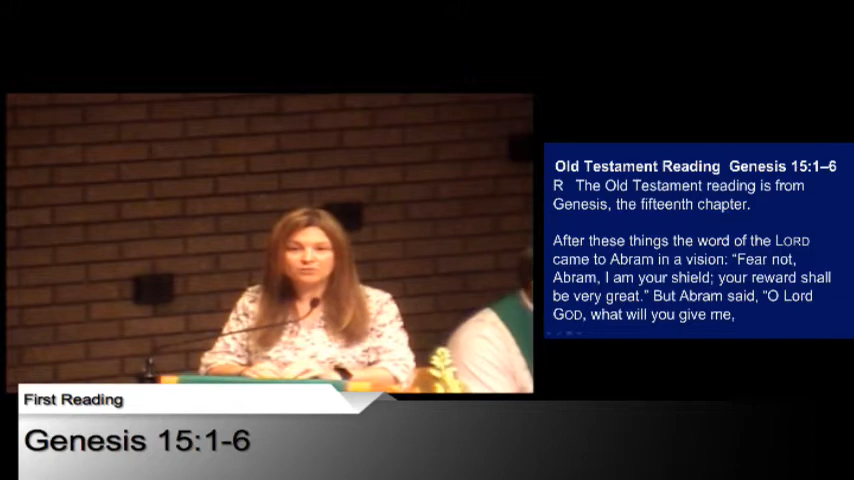 Old Testament Reading  Genesis 15:1–6
R   The Old Testament reading is from
Genesis, the fifteenth chapter.
After these things the word of the LORD
came to Abram in a vision: “Fear not,
Abram, I am your shield; your reward shall
be very great.” But Abram said, “O Lord
GOD, what will you give me,
First Reading
Genesis 15:1-6